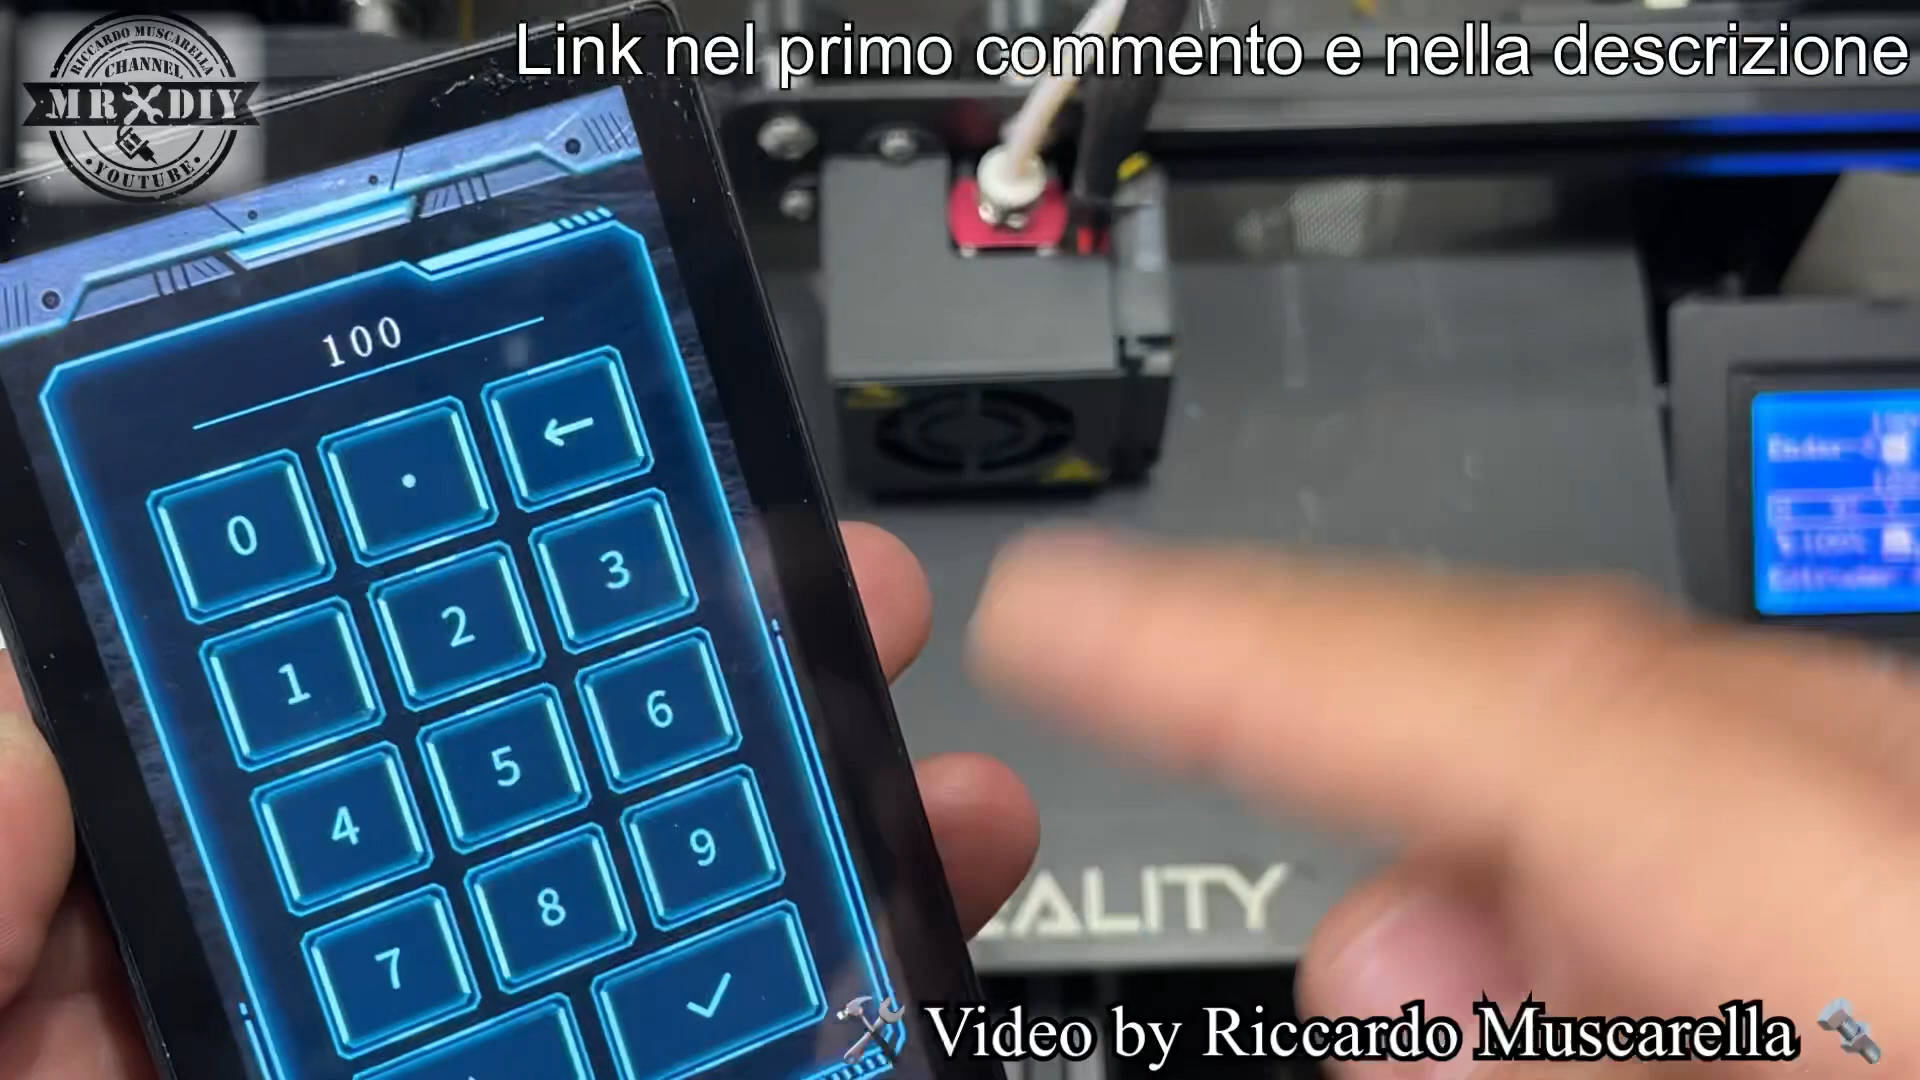 Link nel primo commento e nella descrizione
RICCARDO MUSCARELLA
CHANNEL
MR DIY
YOUTUBE
100
0 . ←
1 2 3
4 5 6
7 8 9
✓
EALITY
Video by Riccardo Muscarella